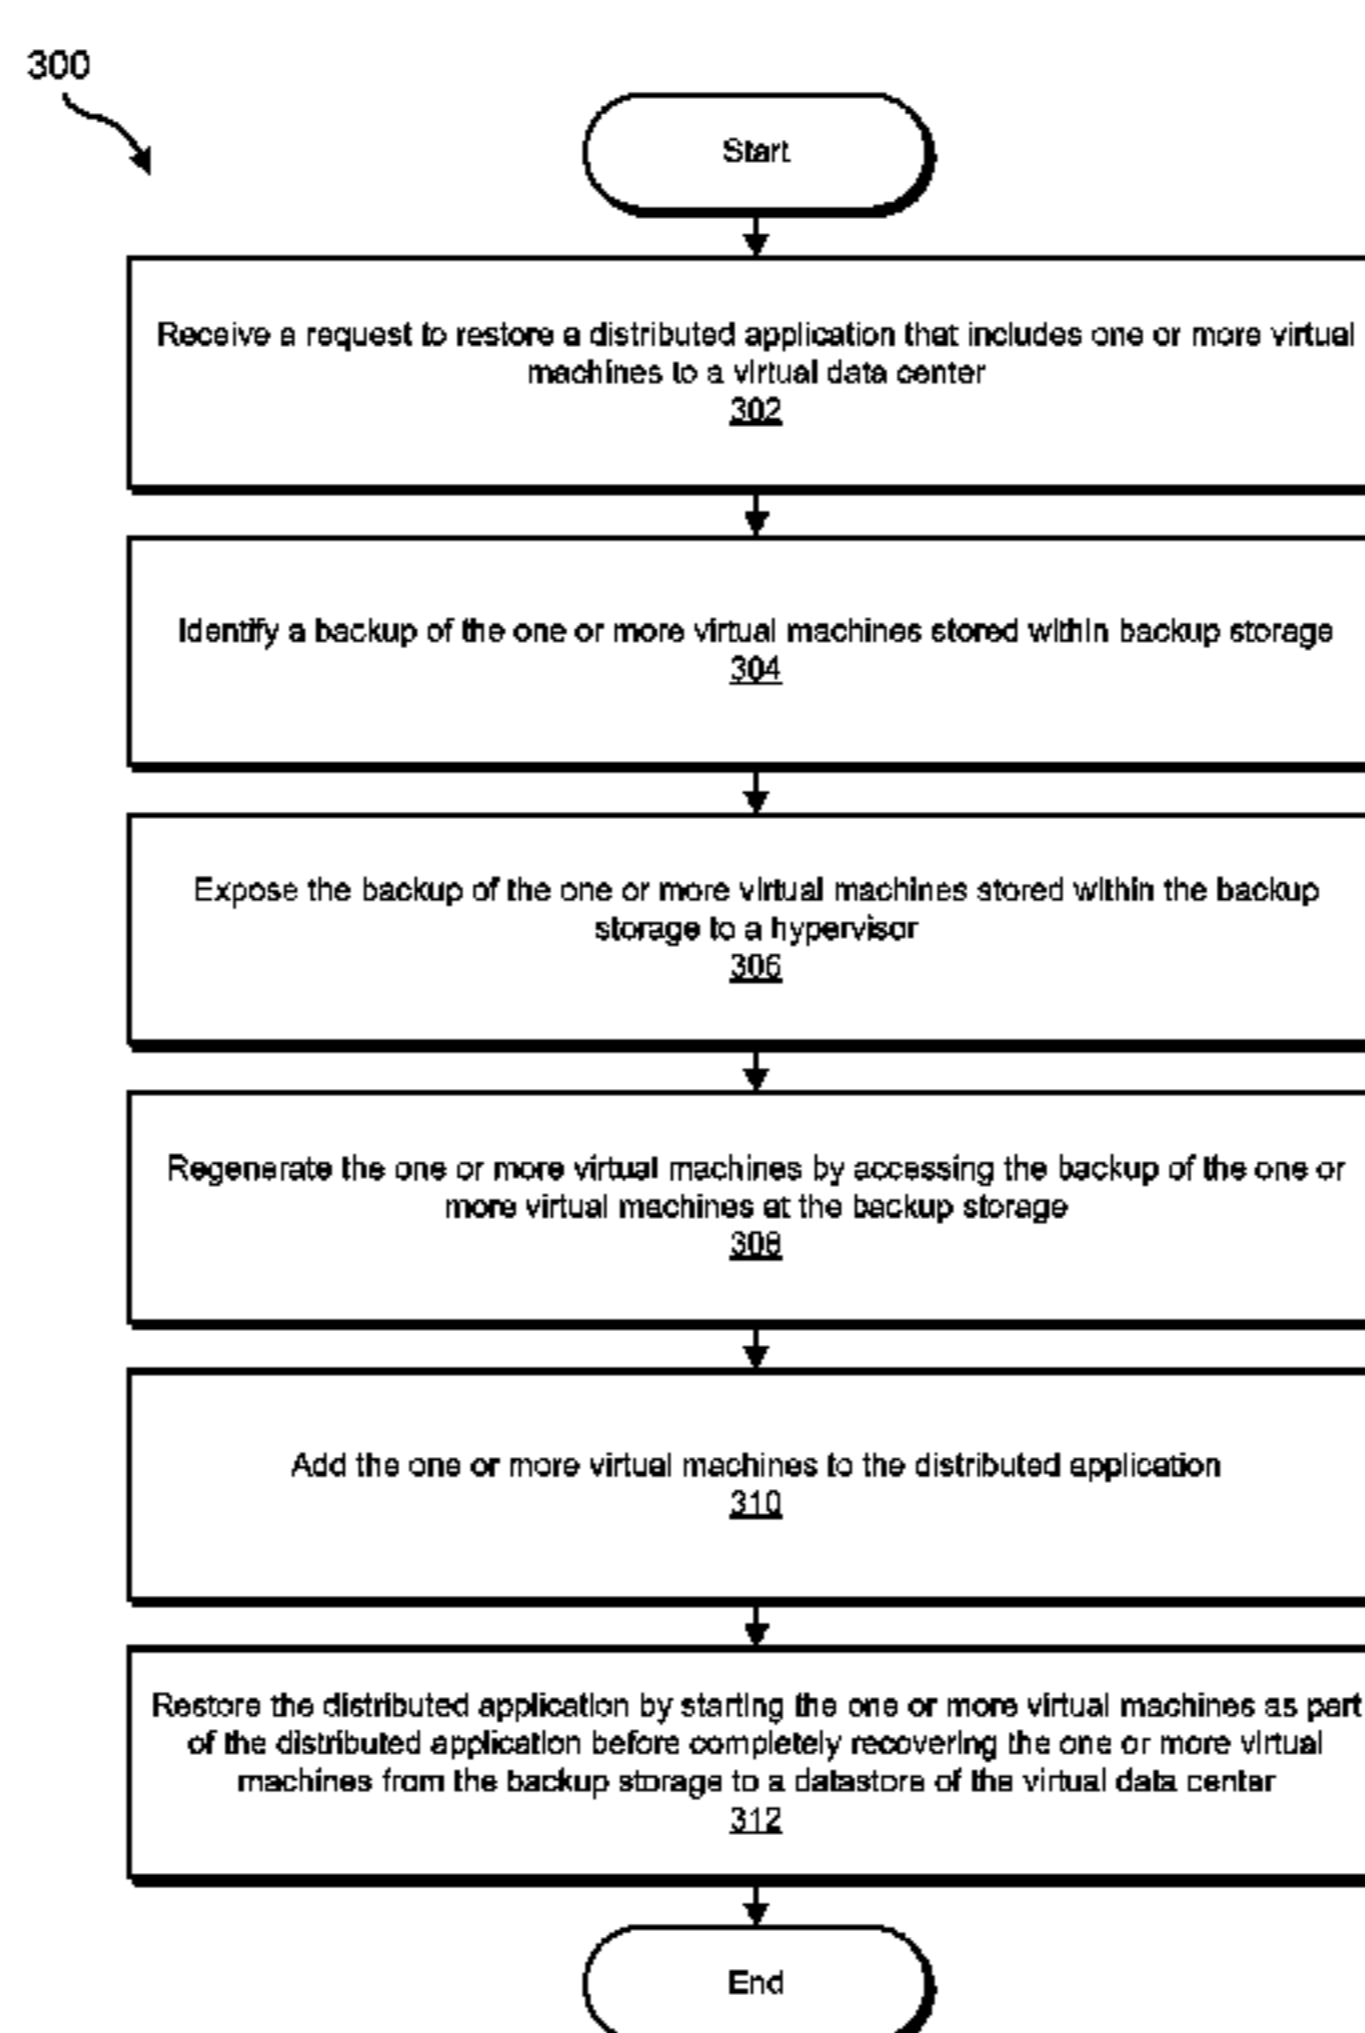 300
Start
Receive a request to restore a distributed application that includes one or more virtual
machines to a virtual data center
302
Identify a backup of the one or more virtual machines stored within backup storage
304
Expose the backup of the one or more virtual machines stored within the backup
storage to a hypervisor
306
Regenerate the one or more virtual machines by accessing the backup of the one or
more virtual machines at the backup storage
308
Add the one or more virtual machines to the distributed application
310
Restore the distributed application by starting the one or more virtual machines as part
of the distributed application before completely recovering the one or more virtual
machines from the backup storage to a datastore of the virtual data center
312
End